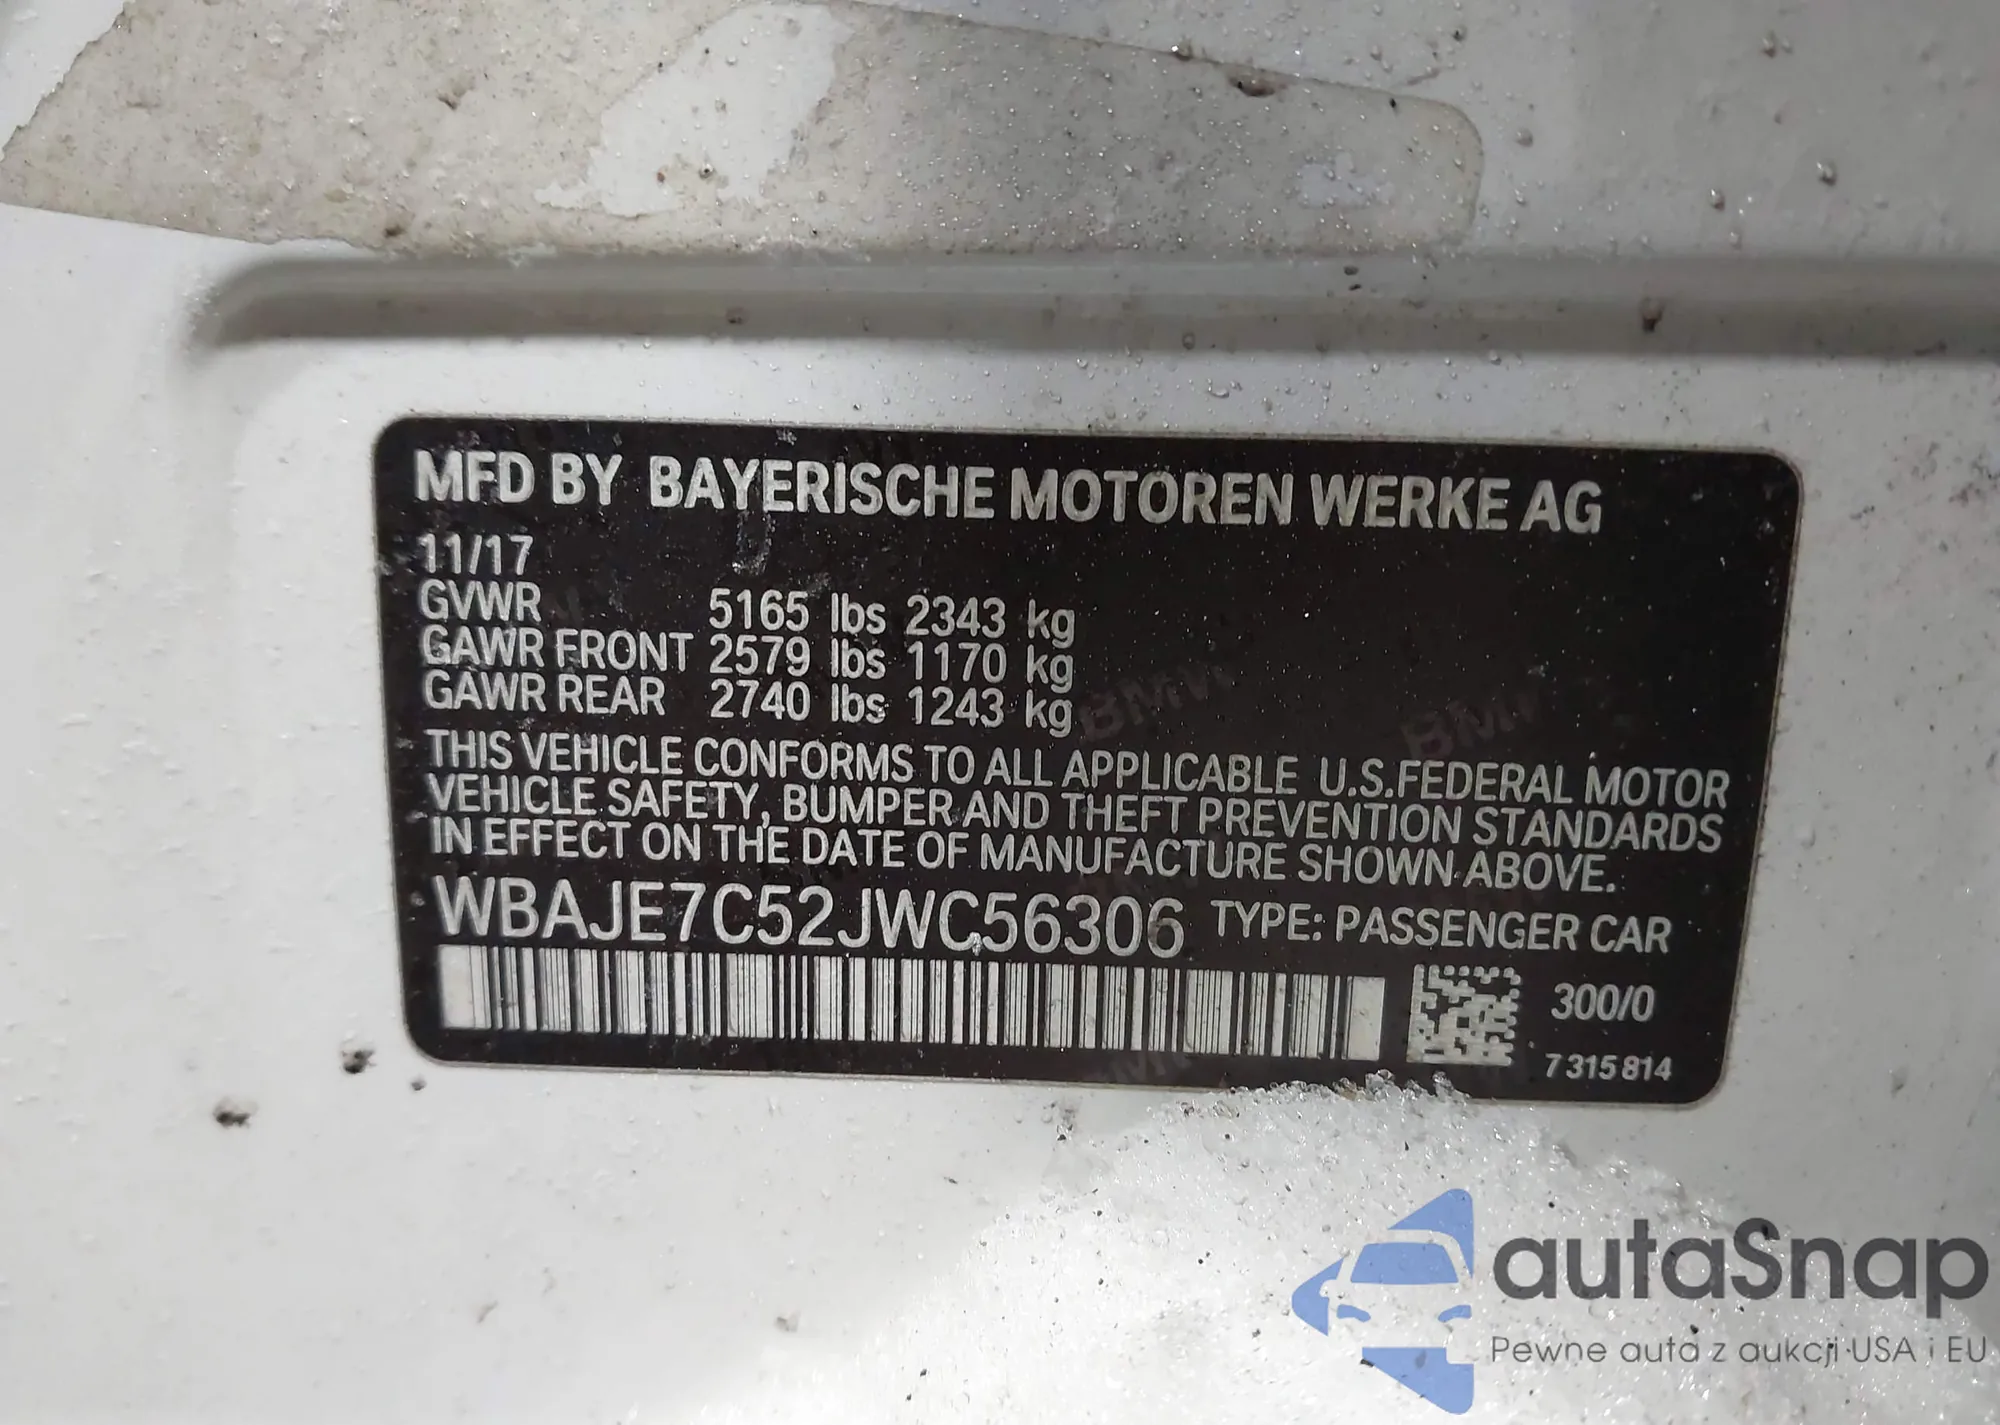 MFD BY BAYERISCHE MOTOREN WERKE AG
11/17
GVWR 5165 lbs 2343 kg
GAWR FRONT 2579 lbs 1170 kg
GAWR REAR 2740 lbs 1243 kg
THIS VEHICLE CONFORMS TO ALL APPLICABLE U.S.FEDERAL MOTOR
VEHICLE SAFETY, BUMPER AND THEFT PREVENTION STANDARDS
IN EFFECT ON THE DATE OF MANUFACTURE SHOWN ABOVE.
WBAJE7C52JWC56306 TYPE: PASSENGER CAR
300/0
7 315 814
autaSnap
Pewne auta z aukcji USA i EU